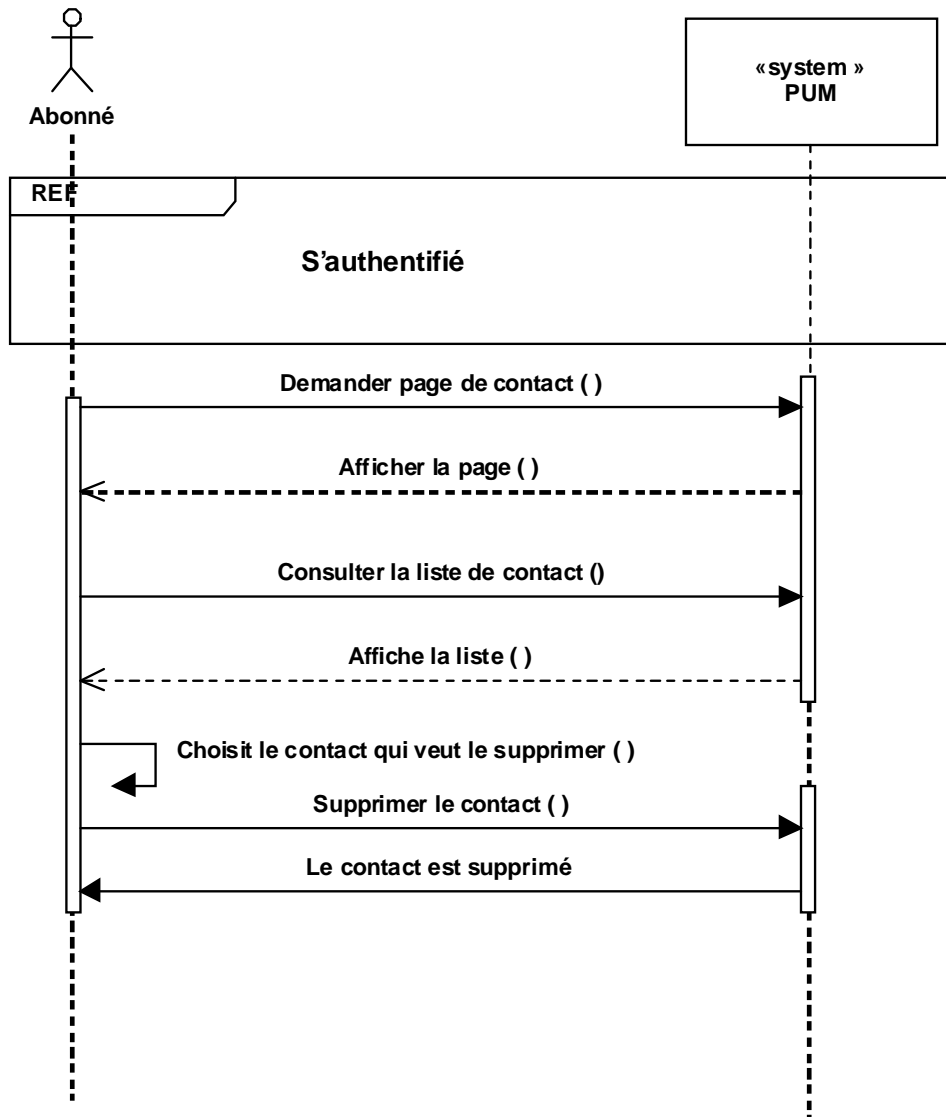 Abonné
«system »
PUM
REF
S'authentifié
Demander page de contact ( )
Afficher la page ( )
Consulter la liste de contact ()
Affiche la liste ( )
Choisit le contact qui veut le supprimer ( )
Supprimer le contact ( )
Le contact est supprimé